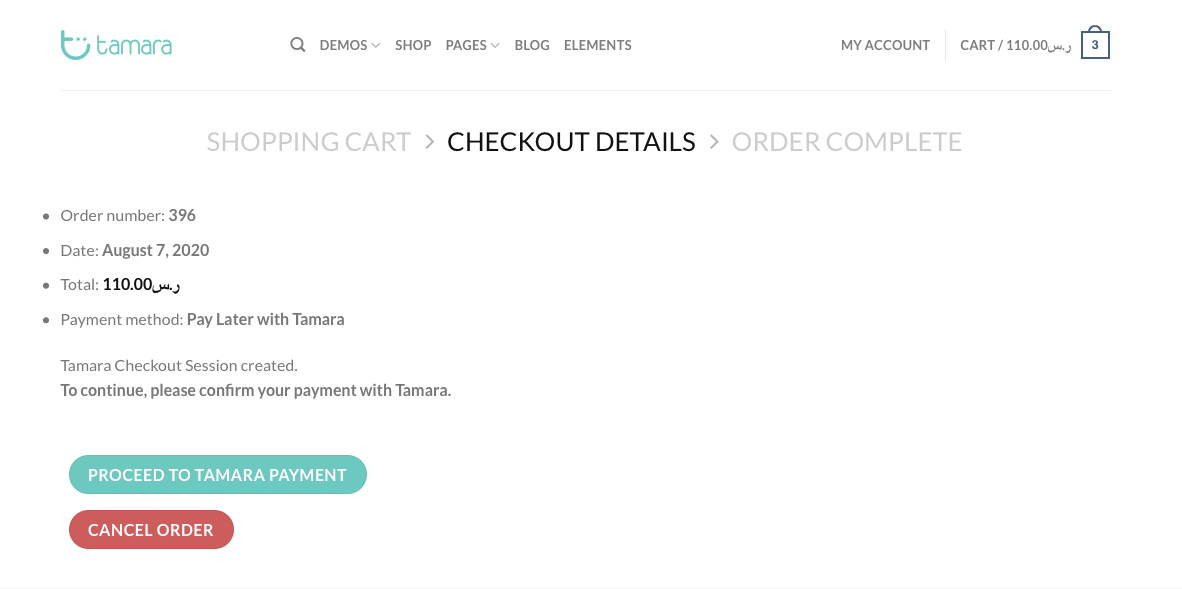 tamara
DEMOS
SHOP
PAGES
BLOG
ELEMENTS
MY ACCOUNT
CART / 110.00ر.س
3
SHOPPING CART
CHECKOUT DETAILS
ORDER COMPLETE
Order number: 396
Date: August 7, 2020
Total: 110.00ر.س
Payment method: Pay Later with Tamara
Tamara Checkout Session created.
To continue, please confirm your payment with Tamara.
PROCEED TO TAMARA PAYMENT
CANCEL ORDER